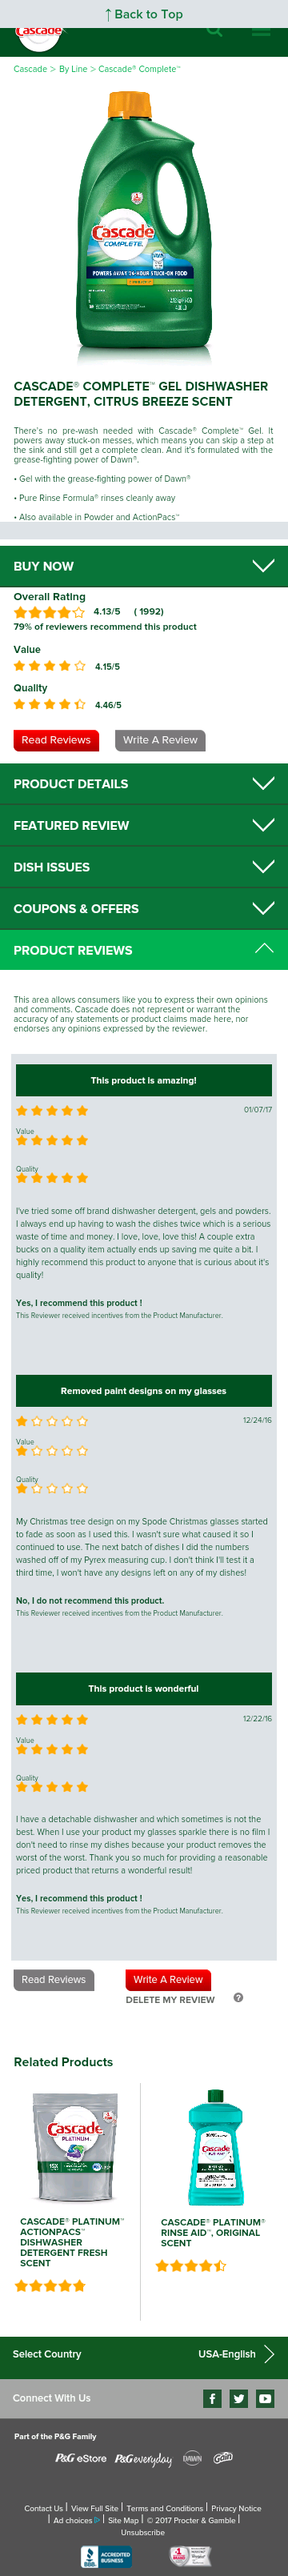 ↑ Back to Top
Cascade
Cascade > By Line > Cascade® Complete™
Cascade
COMPLETE
POWERS AWAY 24-HOUR STUCK-ON FOOD
CASCADE® COMPLETE™ GEL DISHWASHER
DETERGENT, CITRUS BREEZE SCENT
There's no pre-wash needed with Cascade® Complete™ Gel. It
powers away stuck-on messes, which means you can skip a step at
the sink and still get a complete clean. And it's formulated with the
grease-fighting power of Dawn®.
• Gel with the grease-fighting power of Dawn®
• Pure Rinse Formula® rinses cleanly away
• Also available in Powder and ActionPacs™
BUY NOW
Overall Rating
4.13/5 ( 1992)
79% of reviewers recommend this product
Value
4.15/5
Quality
4.46/5
Read Reviews Write A Review
PRODUCT DETAILS
FEATURED REVIEW
DISH ISSUES
COUPONS & OFFERS
PRODUCT REVIEWS
This area allows consumers like you to express their own opinions
and comments. Cascade does not represent or warrant the
accuracy of any statements or product claims made here, nor
endorses any opinions expressed by the reviewer.
This product is amazing!
01/07/17
Value
Quality
I've tried some off brand dishwasher detergent, gels and powders.
I always end up having to wash the dishes twice which is a serious
waste of time and money. I love, love, love this! A couple extra
bucks on a quality item actually ends up saving me quite a bit. I
highly recommend this product to anyone that is curious about it's
quality!
Yes, I recommend this product !
This Reviewer received incentives from the Product Manufacturer.
Removed paint designs on my glasses
12/24/16
Value
Quality
My Christmas tree design on my Spode Christmas glasses started
to fade as soon as I used this. I wasn't sure what caused it so I
continued to use. The next batch of dishes I did the numbers
washed off of my Pyrex measuring cup. I don't think I'll test it a
third time, I won't have any designs left on any of my dishes!
No, I do not recommend this product.
This Reviewer received incentives from the Product Manufacturer.
This product is wonderful
12/22/16
Value
Quality
I have a detachable dishwasher and which sometimes is not the
best. When I use your product my glasses sparkle there is no film I
don't need to rinse my dishes because your product removes the
worst of the worst. Thank you so much for providing a reasonable
priced product that returns a wonderful result!
Yes, I recommend this product !
This Reviewer received incentives from the Product Manufacturer.
Read Reviews Write A Review
DELETE MY REVIEW ?
Related Products
Cascade
PLATINUM
Cascade
CASCADE® PLATINUM™
ACTIONPACS™
DISHWASHER
DETERGENT FRESH
SCENT
CASCADE® PLATINUM®
RINSE AID™, ORIGINAL
SCENT
Select Country USA-English
Connect With Us
Part of the P&G Family
P&G eStore P&G everyday DAWN
Contact Us | View Full Site | Terms and Conditions | Privacy Notice
| Ad choices | Site Map | © 2017 Procter & Gamble |
Unsubscribe
BBB ACCREDITED
BUSINESS